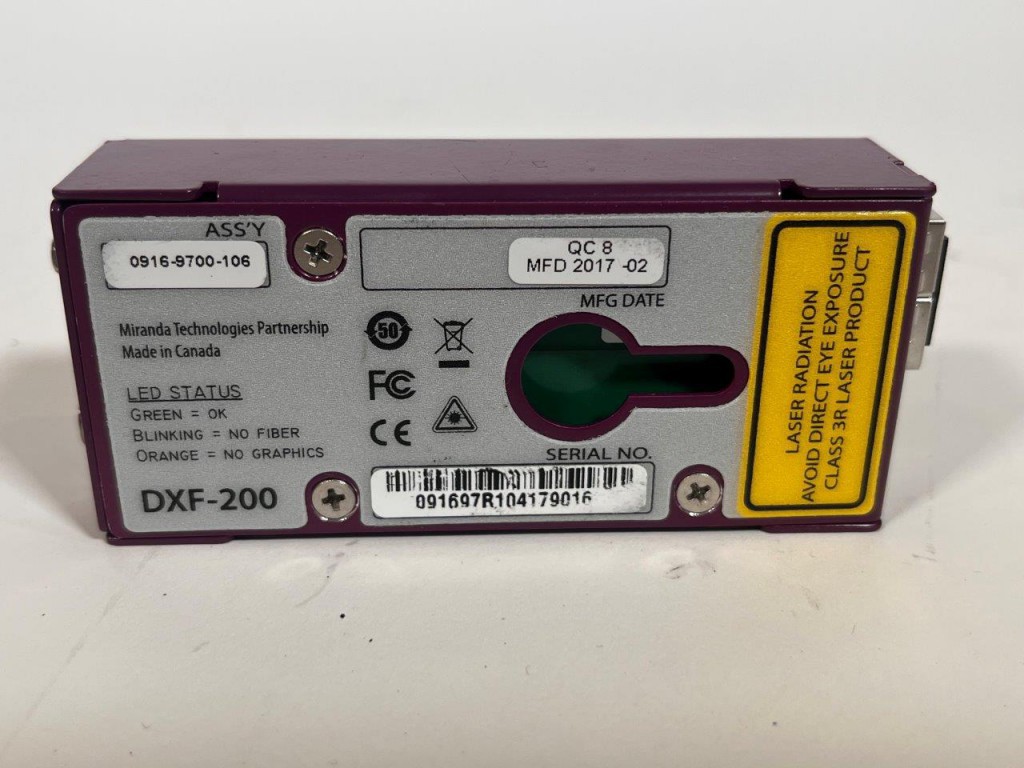 ASS'Y
0916-9700-106
Miranda Technologies Partnership
Made in Canada
LED STATUS
GREEN = OK
BLINKING = NO FIBER
ORANGE = NO GRAPHICS
DXF-200
QC 8
MFD 2017 -02
MFG DATE
50
FC
CE
SERIAL NO.
091697R104179016
LASER RADIATION
AVOID DIRECT EYE EXPOSURE
CLASS 3R LASER PRODUCT